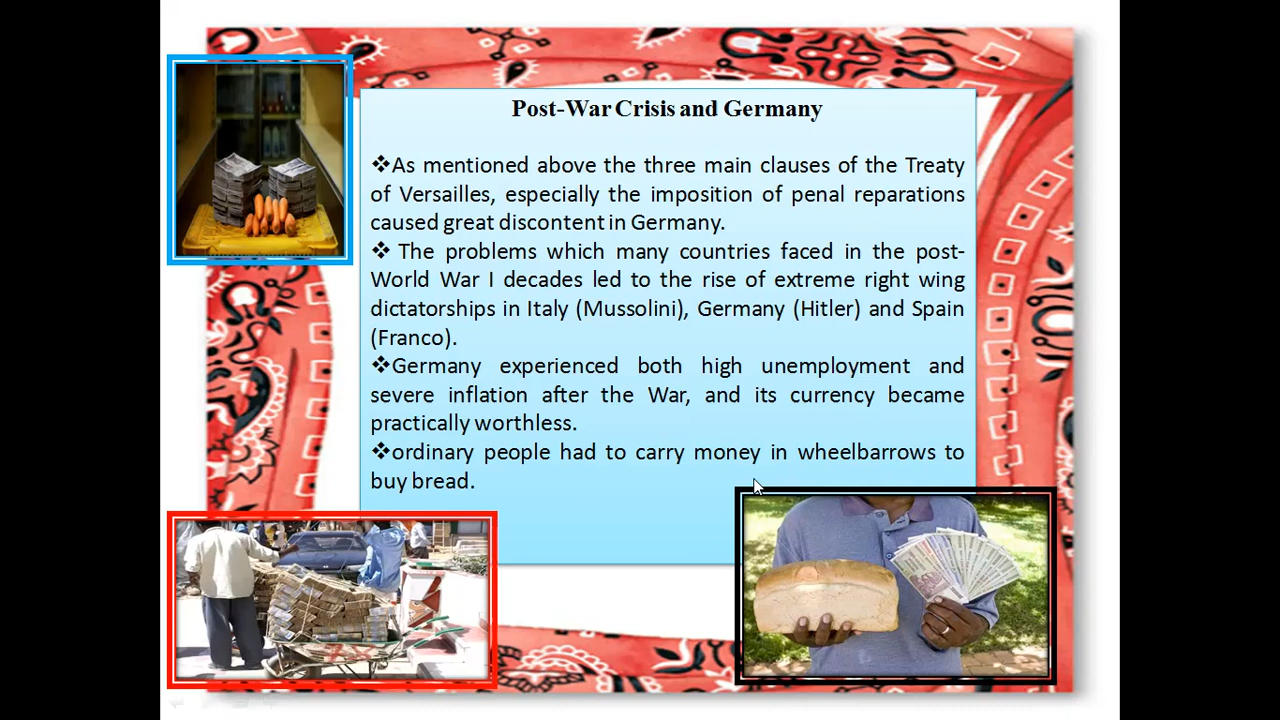 Post-War Crisis and Germany
❖As mentioned above the three main clauses of the Treaty
of Versailles, especially the imposition of penal reparations
caused great discontent in Germany.
❖ The problems which many countries faced in the post-
World War I decades led to the rise of extreme right wing
dictatorships in Italy (Mussolini), Germany (Hitler) and Spain
(Franco).
❖Germany experienced both high unemployment and
severe inflation after the War, and its currency became
practically worthless.
❖ordinary people had to carry money in wheelbarrows to
buy bread.